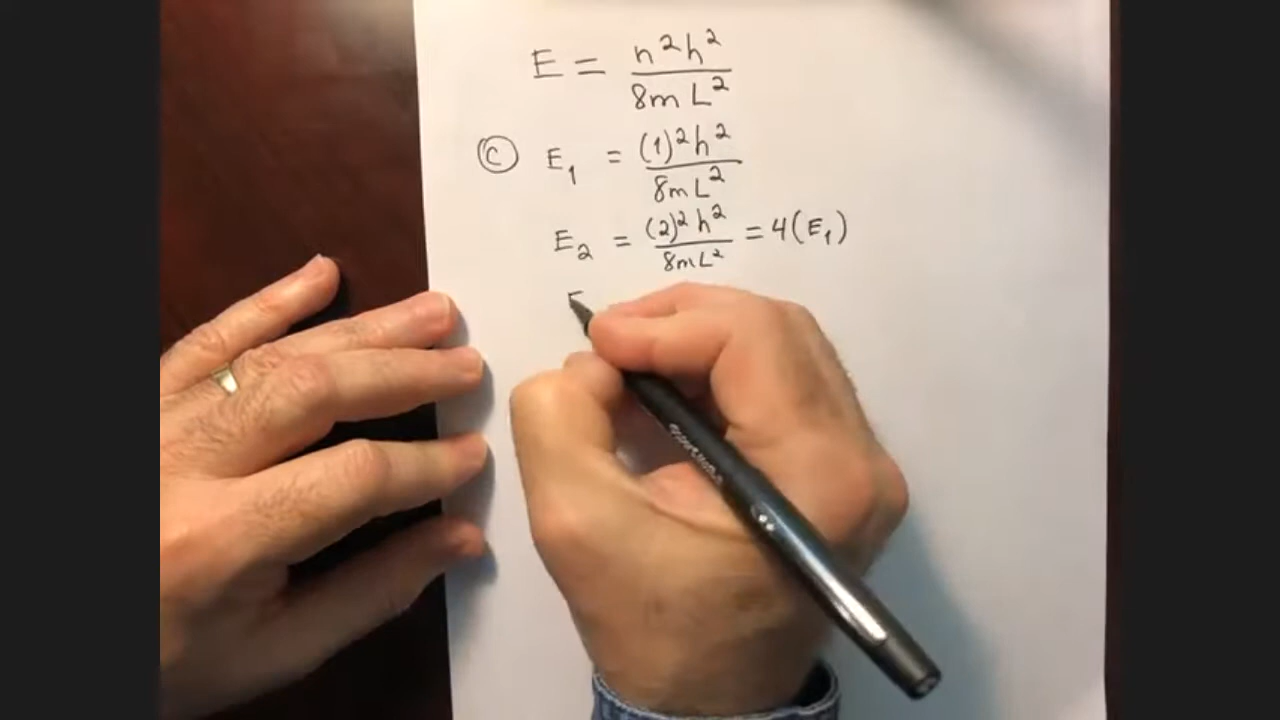 E = n²h² / 8mL²
Ⓒ E₁ = (1)²h² / 8mL²
E₂ = (2)²h² / 8mL² = 4(E₁)